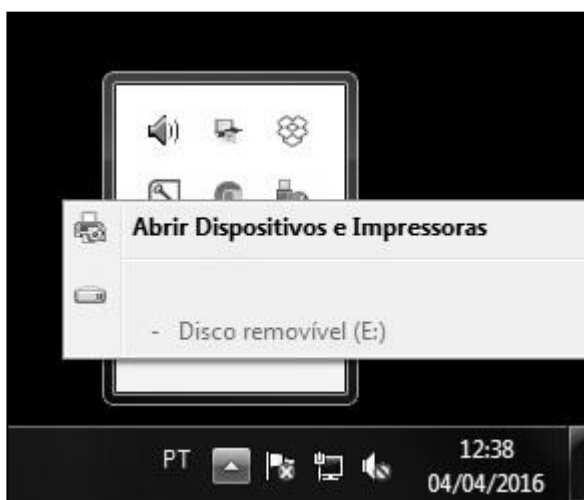 Abrir Dispositivos e Impressoras
- Disco removível (E:)
PT
12:38
04/04/2016